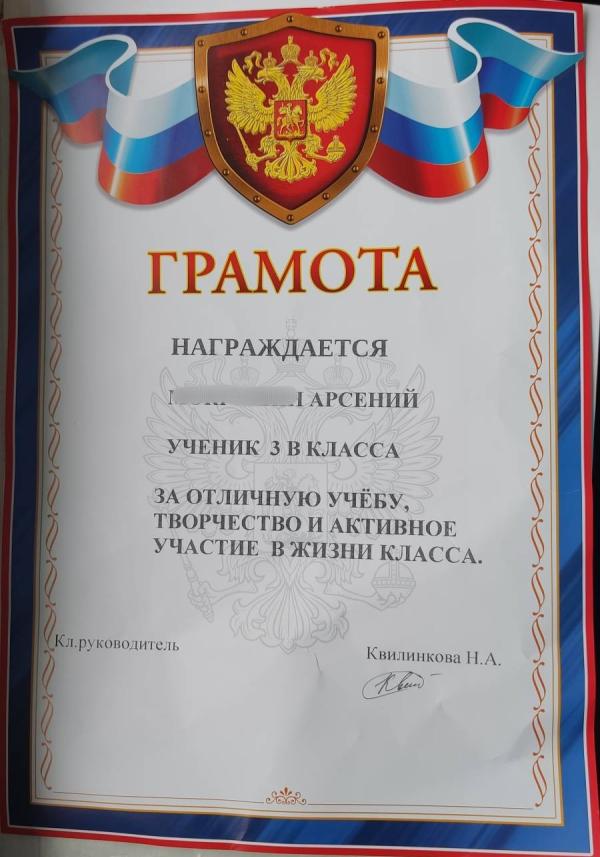 ГРАМОТА
НАГРАЖДАЕТСЯ
АРСЕНИЙ
УЧЕНИК 3 В КЛАССА
ЗА ОТЛИЧНУЮ УЧЁБУ,
ТВОРЧЕСТВО И АКТИВНОЕ
УЧАСТИЕ В ЖИЗНИ КЛАССА.
Кл.руководитель
Квилинкова Н.А.